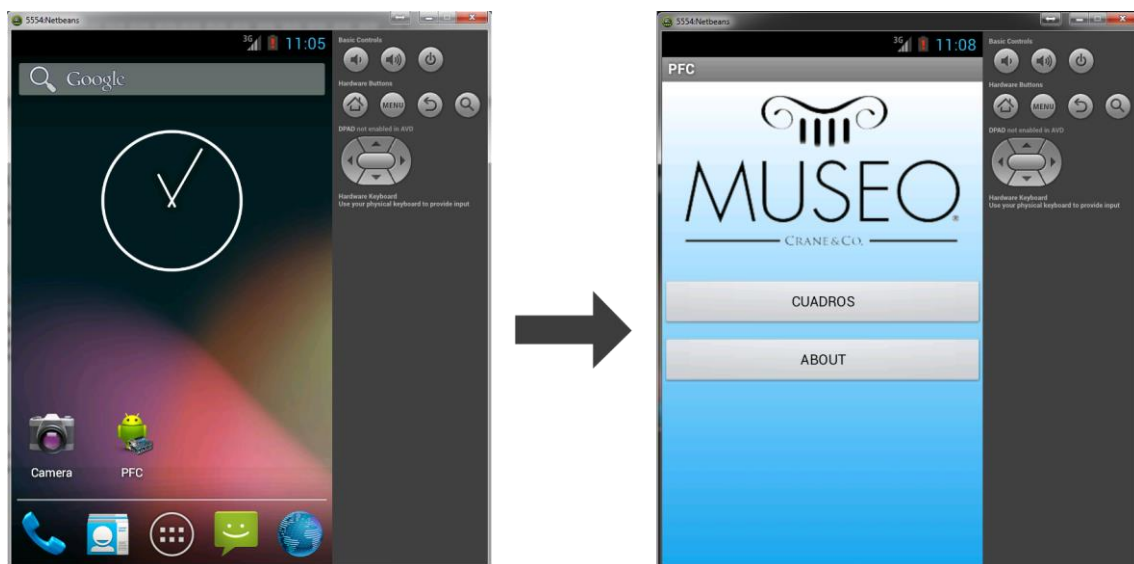 5554:Netbeans
3G 11:05
Google
Camera
PFC
Basic Controls
Hardware Buttons
MENU
DPAD not enabled in AVD
Hardware Keyboard
Use your physical keyboard to provide input
5554:Netbeans
3G 11:08
PFC
MUSEO®
CRANE & CO.
CUADROS
ABOUT
Basic Controls
Hardware Buttons
MENU
DPAD not enabled in AVD
Hardware Keyboard
Use your physical keyboard to provide input